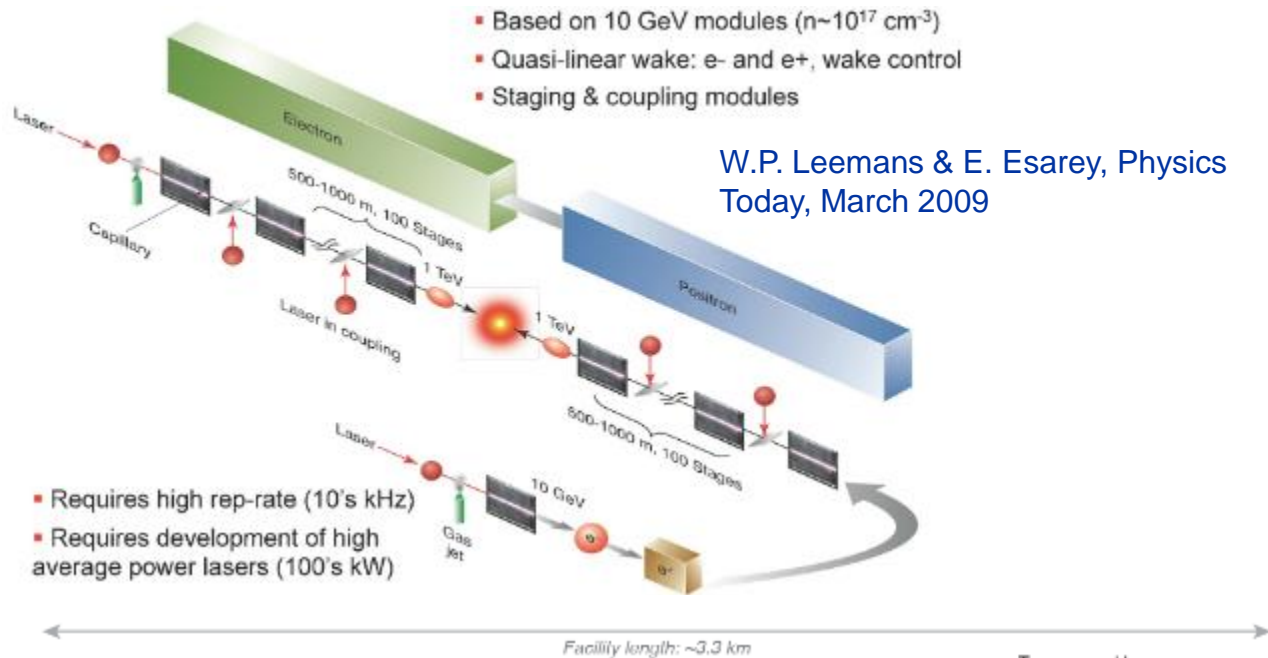 ▪ Based on 10 GeV modules (n~10¹⁷ cm⁻³)
▪ Quasi-linear wake: e- and e+, wake control
▪ Staging & coupling modules
W.P. Leemans & E. Esarey, Physics
Today, March 2009
Electron
Laser
Capillary
500-1000 m, 100 Stages
1 TeV
Laser in coupling
Positron
1 TeV
500-1000 m, 100 Stages
Laser
10 GeV
Gas
jet
e⁻
e⁺
▪ Requires high rep-rate (10's kHz)
▪ Requires development of high
average power lasers (100's kW)
Facility length: ~3.3 km